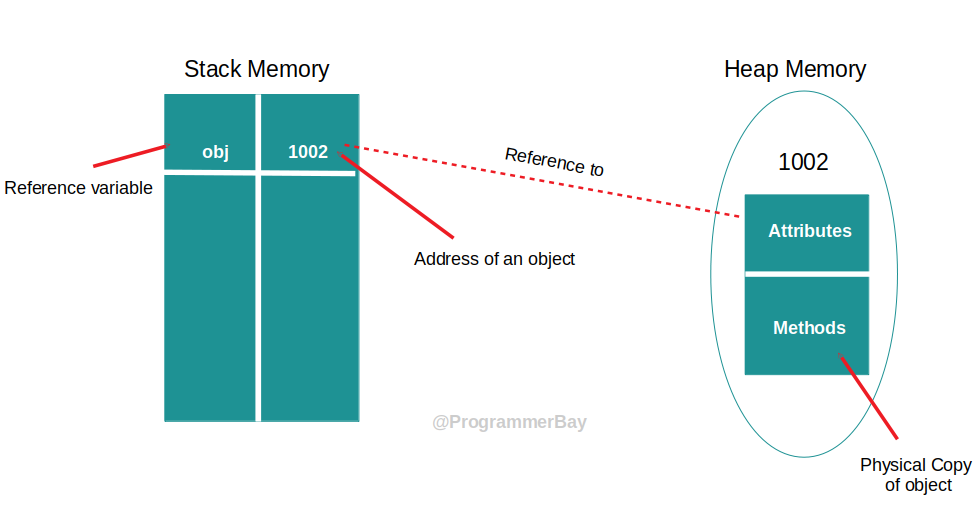 Stack Memory
Heap Memory
obj
1002
Reference variable
Reference to
Address of an object
1002
Attributes
Methods
@ProgrammerBay
Physical Copy
of object